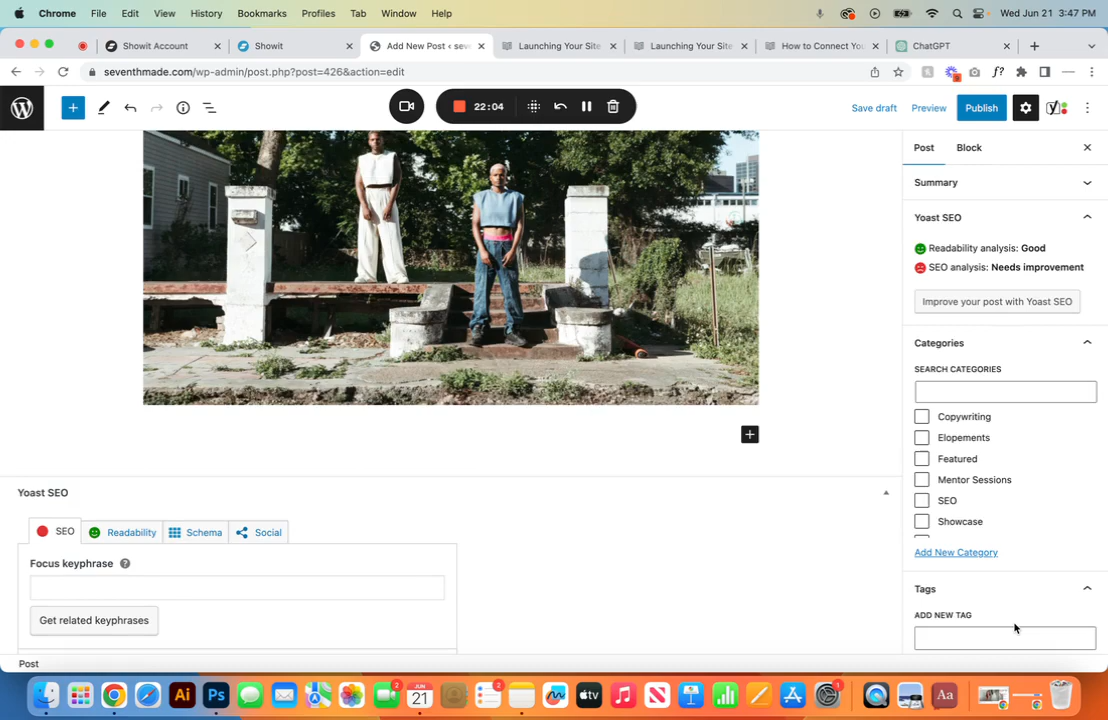 Chrome File Edit View History Bookmarks Profiles Tab Window Help Wed Jun 21 3:47 PM
Showit Account Showit Add New Post ‹ sev Launching Your Site Launching Your Site How to Connect You ChatGPT
seventhmade.com/wp-admin/post.php?post=426&action=edit
22:04 Save draft Preview Publish
Post Block
Summary
Yoast SEO
Readability analysis: Good
SEO analysis: Needs improvement
Improve your post with Yoast SEO
Categories
SEARCH CATEGORIES
Copywriting
Elopements
Featured
Mentor Sessions
SEO
Showcase
Add New Category
Tags
ADD NEW TAG
Yoast SEO
SEO Readability Schema Social
Focus keyphrase
Get related keyphrases
Post